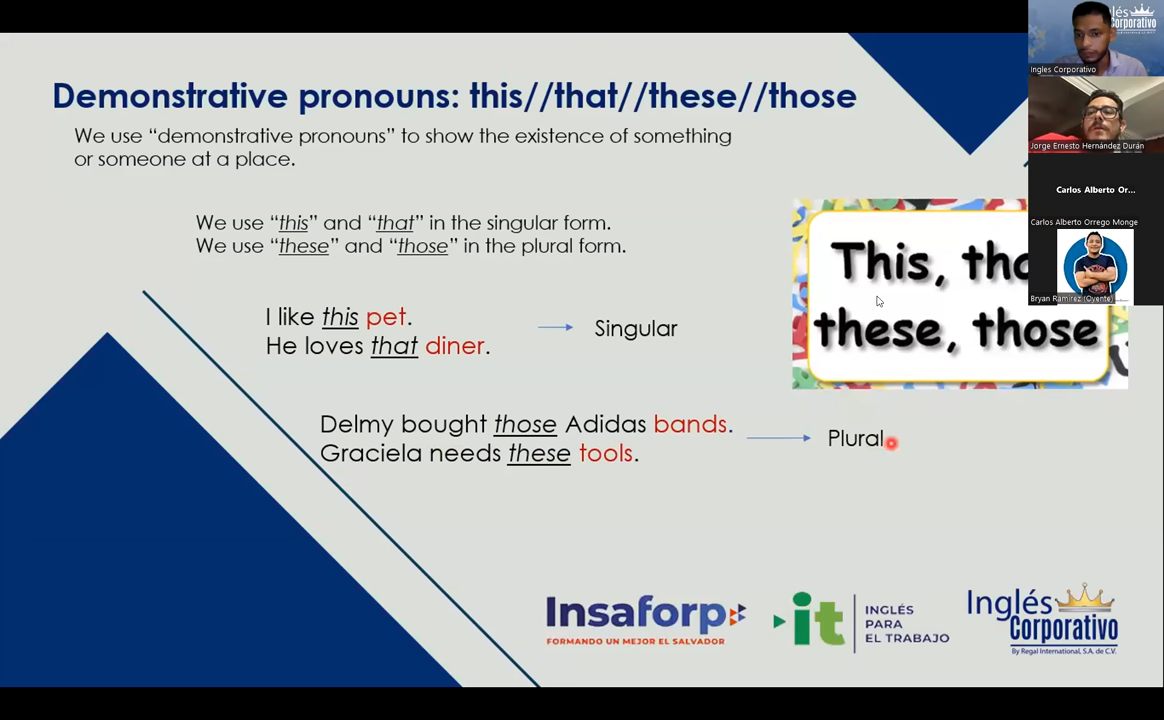 Demonstrative pronouns: this//that//these//those
We use “demonstrative pronouns” to show the existence of something
or someone at a place.
We use “this” and “that” in the singular form.
We use “these” and “those” in the plural form.
I like this pet.
He loves that diner.
Singular
Delmy bought those Adidas bands.
Graciela needs these tools.
Plural
This,
these, those
Ingles Corporativo
Jorge Ernesto Hernández Durán
Carlos Alberto Or...
Carlos Alberto Orrego Monge
Bryan Ramirez (Oyente)
Insaforp
FORMANDO UN MEJOR EL SALVADOR
it
INGLÉS
PARA
EL TRABAJO
Inglés
Corporativo
By Regal International, S.A. de C.V.